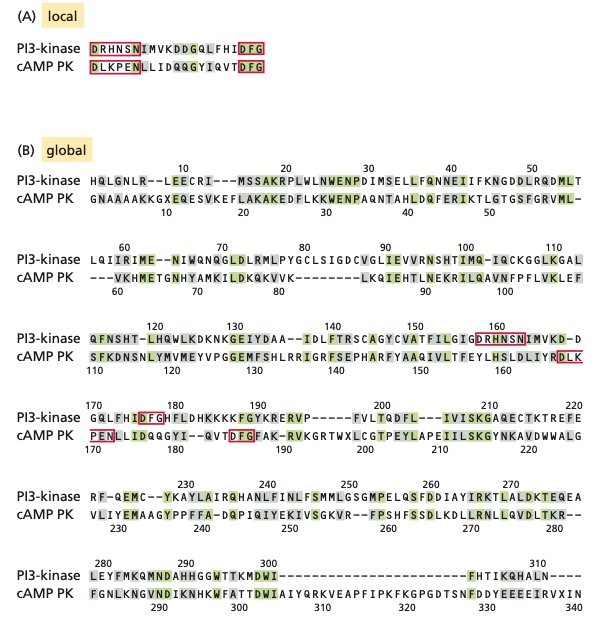 (A) local
PI3-kinase DRHNSNIMVKDDGQLFHIDFG
cAMP PK DLKPENLLIDQQGYIQVTDFG
(B) global
10 20 30 40 50
PI3-kinase HQLGNLR--LEECRI---MSSAKRPLWLNWENPDIMSELLFQNNEIIFKNGDDLRQDMLT
cAMP PK GNAAAAKKGXEQESVKEFLAKAKEDFLKKWENPAQNTAHLDQFERIKTLGTGSFGRVML-
10 20 30 40 50
60 70 80 90 100 110
PI3-kinase LQIIRIME--NIWQNQGLDLRMLPYGCLSIGDCVGLIEVVRNSHTIMQ-IQCKGGLKGAL
cAMP PK ---VKHMETGNHYAMKILDKQKVVK-------LKQIEHTLNEKRILQAVNFPFLVKLEF
60 70 80 90 100
120 130 140 150 160
PI3-kinase QFNSHT-LHQWLKDKNKGEIYDAA--IDLFTRSCAGYCVATFILGIGDRHNSNIMVKD-D
cAMP PK SFKDNSNLYMVMEYVPGGEMFSHLRRIGRFSEPHARFYAAQIVLTFEYLHSLDLIYRDLK
110 120 130 140 150 160
170 180 190 200 210 220
PI3-kinase GQLFHIDFGHFLDHKKKKFGYKRERVP-----FVLTQDFL---IVISKGAQECTKTREFE
cAMP PK PENLLIDQQGYI--QVTDFGFAK-RVKGRTWXLCGTPEYLAPEIILSKGYNKAVDWWALG
170 180 190 200 210 220
230 240 250 260 270
PI3-kinase RF-QEMC--YKAYLAIRQHANLFINLFSMMLGSGMPELQSFDDIAYIRKTLALDKTEQEA
cAMP PK VLIYEMAAGYPPFFA-DQPIQIYEKIVSGKVR--FPSHFSSDLKDLLRNLLQVDLTKR--
230 240 250 260 270 280
280 290 300 310
PI3-kinase LEYFMKQMNDAHHGGWTTKMDWI------------------------FHTIKQHALN----
cAMP PK FGNLKNGVNDIKNHKWFATTDWIAIYQRKVEAPFIPKFKGPGDTSNFDDYEEEEIRVXIN
290 300 310 320 330 340